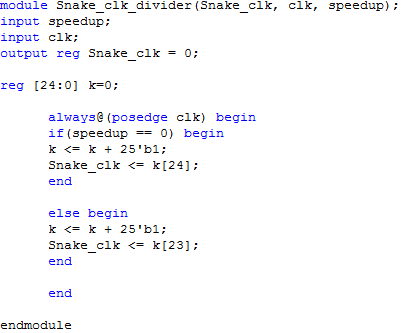 module Snake_clk_divider(Snake_clk, clk, speedup);
input speedup;
input clk;
output reg Snake_clk = 0;
reg [24:0] k=0;
always@(posedge clk) begin
if(speedup == 0) begin
k <= k + 25'b1;
Snake_clk <= k[24];
end
else begin
k <= k + 25'b1;
Snake_clk <= k[23];
end
end
endmodule